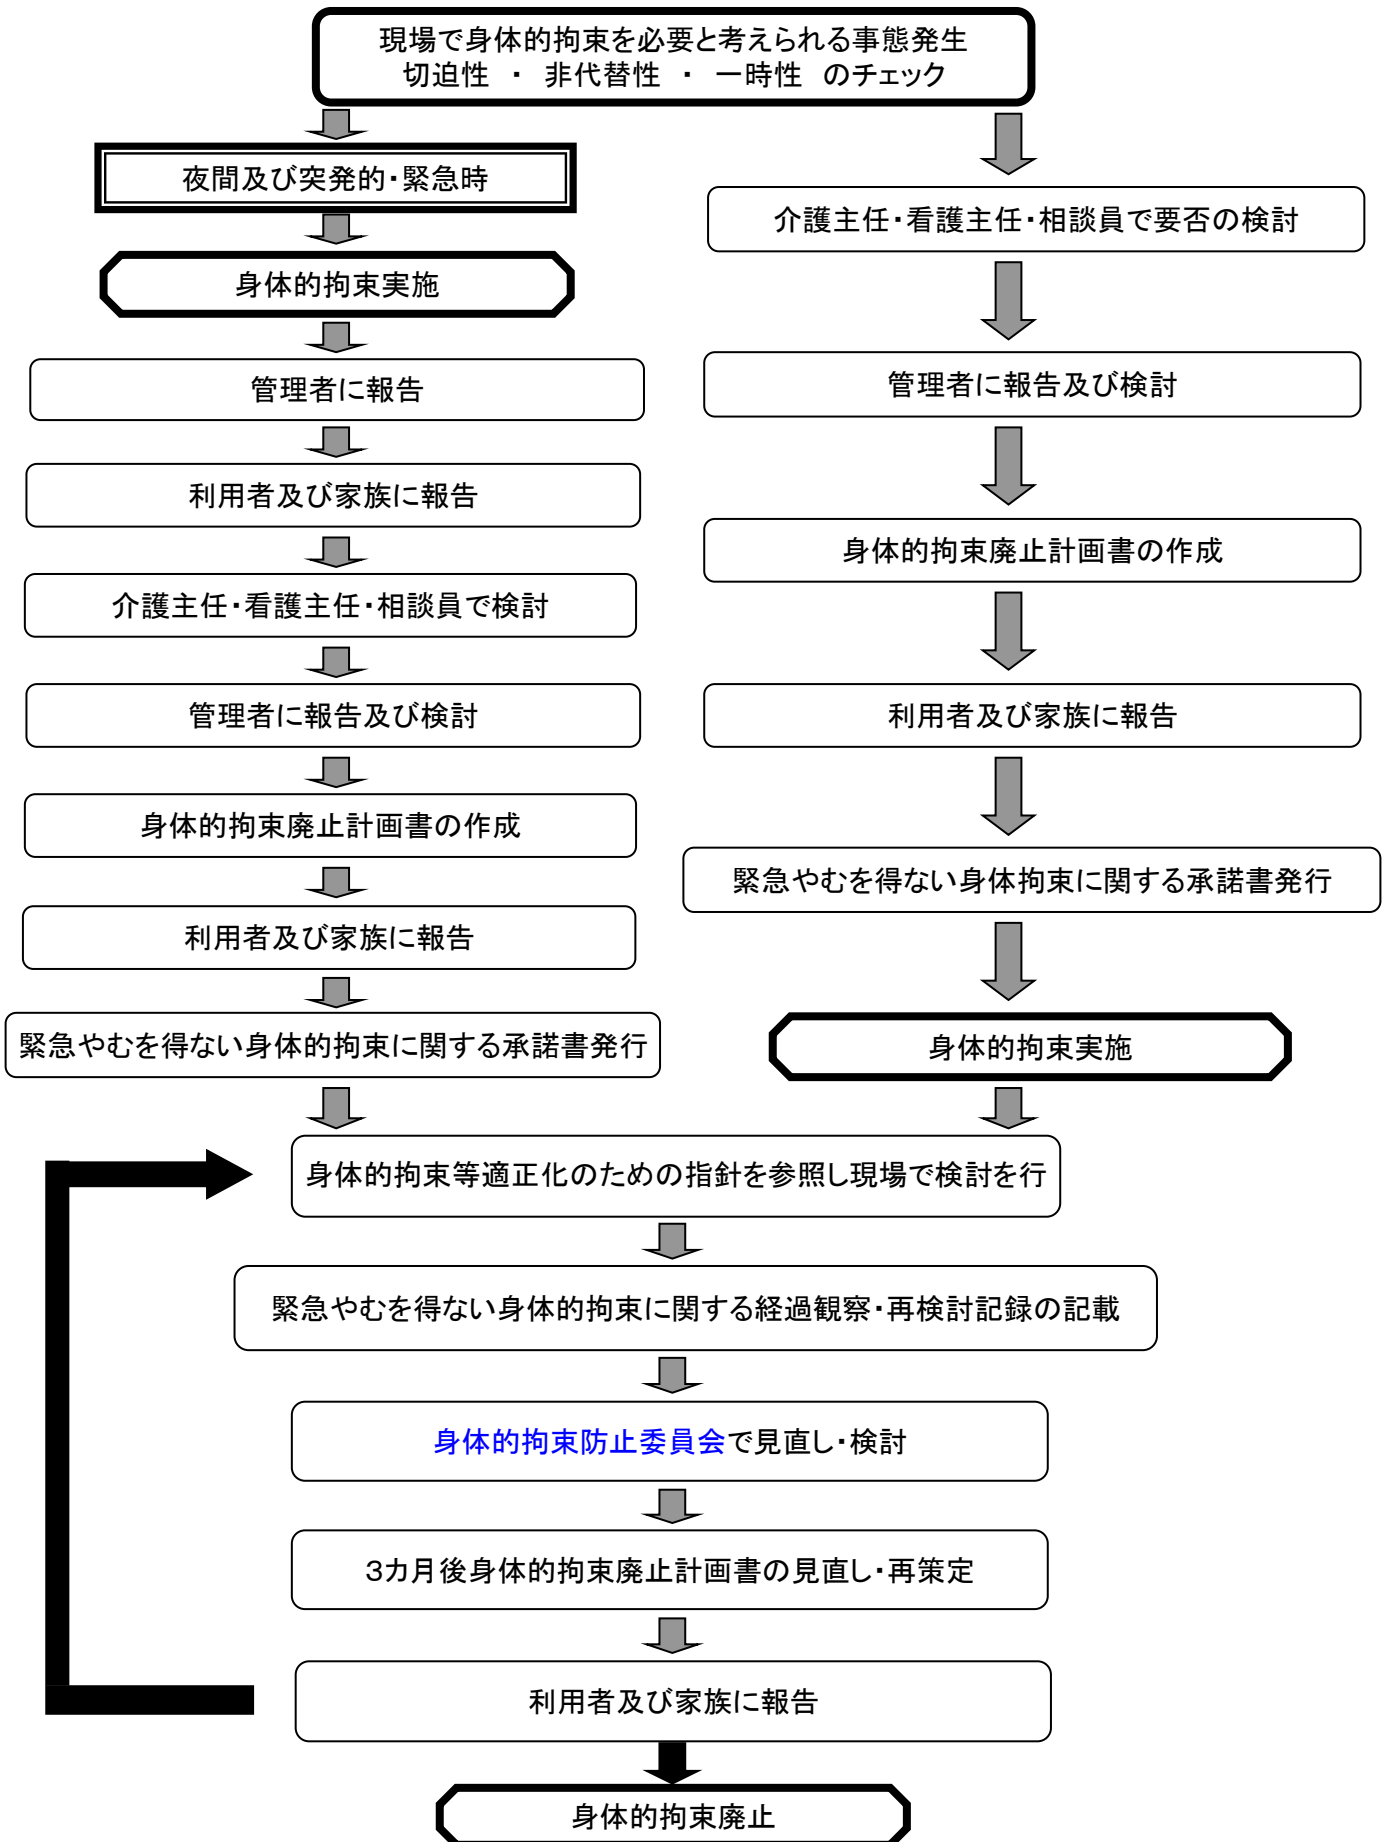 現場で身体的拘束を必要と考えられる事態発生
切迫性 ・ 非代替性 ・ 一時性 のチェック
夜間及び突発的・緊急時
身体的拘束実施
管理者に報告
利用者及び家族に報告
介護主任・看護主任・相談員で検討
管理者に報告及び検討
身体的拘束廃止計画書の作成
利用者及び家族に報告
緊急やむを得ない身体的拘束に関する承諾書発行
介護主任・看護主任・相談員で要否の検討
管理者に報告及び検討
身体的拘束廃止計画書の作成
利用者及び家族に報告
緊急やむを得ない身体拘束に関する承諾書発行
身体的拘束実施
身体的拘束等適正化のための指針を参照し現場で検討を行
緊急やむを得ない身体的拘束に関する経過観察・再検討記録の記載
身体的拘束防止委員会で見直し・検討
3カ月後身体的拘束廃止計画書の見直し・再策定
利用者及び家族に報告
身体的拘束廃止